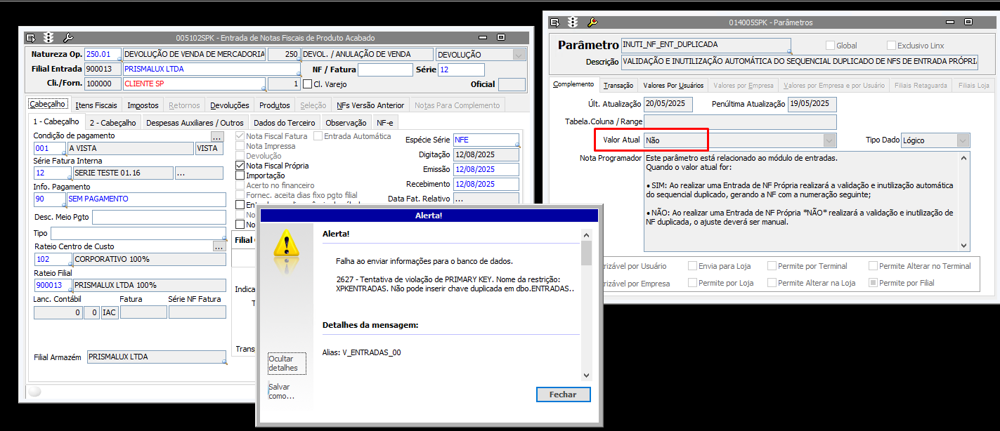 005102SPK - Entrada de Notas Fiscais de Produto Acabado
Natureza Op. 250.01 DEVOLUÇÃO DE VENDA DE MERCADORIA 250 DEVOL. / ANULAÇÃO DE VENDA DEVOLUÇÃO
Filial Entrada 900013 PRISMALUX LTDA NF / Fatura Série 12
Cli./Forn. 100000 CLIENTE SP 1 Cl. Varejo Oficial
Cabeçalho Itens Fiscais Impostos Retornos Devoluções Produtos Seleção NFs Versão Anterior Notas Para Complemento
1 - Cabeçalho 2 - Cabeçalho Despesas Auxiliares / Outros Dados do Terceiro Observação NF-e
Condição de pagamento ...
001 A VISTA VISTA
Série Fatura Interna
12 SERIE TESTE 01.16 ...
Info. Pagamento
90 SEM PAGAMENTO
Desc. Meio Pgto
Tipo
Rateio Centro de Custo ...
102 CORPORATIVO 100%
Rateio Filial
900013 PRISMALUX LTDA 100%
Lanc. Contábil Fatura Série NF Fatura
0 0 IAC
Filial Armazém PRISMALUX LTDA
Nota Fiscal Fatura Entrada Automática
Nota Impressa
Devolução
Nota Fiscal Própria
Importação
Acerto no financeiro
Fornec. aceita dias fixo pgto filial
No
No
Filial
Indica
T
Trans
Espécie Série NFE
Digitação 12/08/2025
Emissão 12/08/2025
Recebimento 12/08/2025
Data Fat. Relativo ...
Alerta!
Alerta!
Falha ao enviar informações para o banco de dados.
2627 - Tentativa de violação de PRIMARY KEY. Nome da restrição:
XPKENTRADAS. Não pode inserir chave duplicada em dbo.ENTRADAS..
Detalhes da mensagem:
Alias: V_ENTRADAS_00
Ocultar
detalhes
Salvar
como...
Fechar
014005SPK - Parâmetros
Parâmetro INUTI_NF_ENT_DUPLICADA Global Exclusivo Linx
Descrição VALIDAÇÃO E INUTILIZAÇÃO AUTOMÁTICA DO SEQUENCIAL DUPLICADO DE NFS DE ENTRADA PRÓPRI
Complemento Transação Valores Por Usuários Valores por Empresa Valores por Empresa e por Usuário Filiais Retaguarda Filiais Loja
Últ. Atualização 20/05/2025 Penúltima Atualização 19/05/2025
Tabela.Coluna / Range
Valor Atual Não Tipo Dado Lógico
Nota Programador Este parâmetro está relacionado ao módulo de entradas.
Quando o valor atual for:
• SIM: Ao realizar uma Entrada de NF Própria realizará a validação e inutilização automática
do sequencial duplicado, gerando a NF com a numeração seguinte;
• NÃO: Ao realizar uma Entrada de NF Própria *NÃO* realizará a validação e inutilização de
NF duplicada, o ajuste deverá ser manual.
rizável por Usuário Envia para Loja Permite por Terminal Permite Alterar no Terminal
rizável por Empresa Permite por Loja Permite Alterar na Loja Permite por Filial